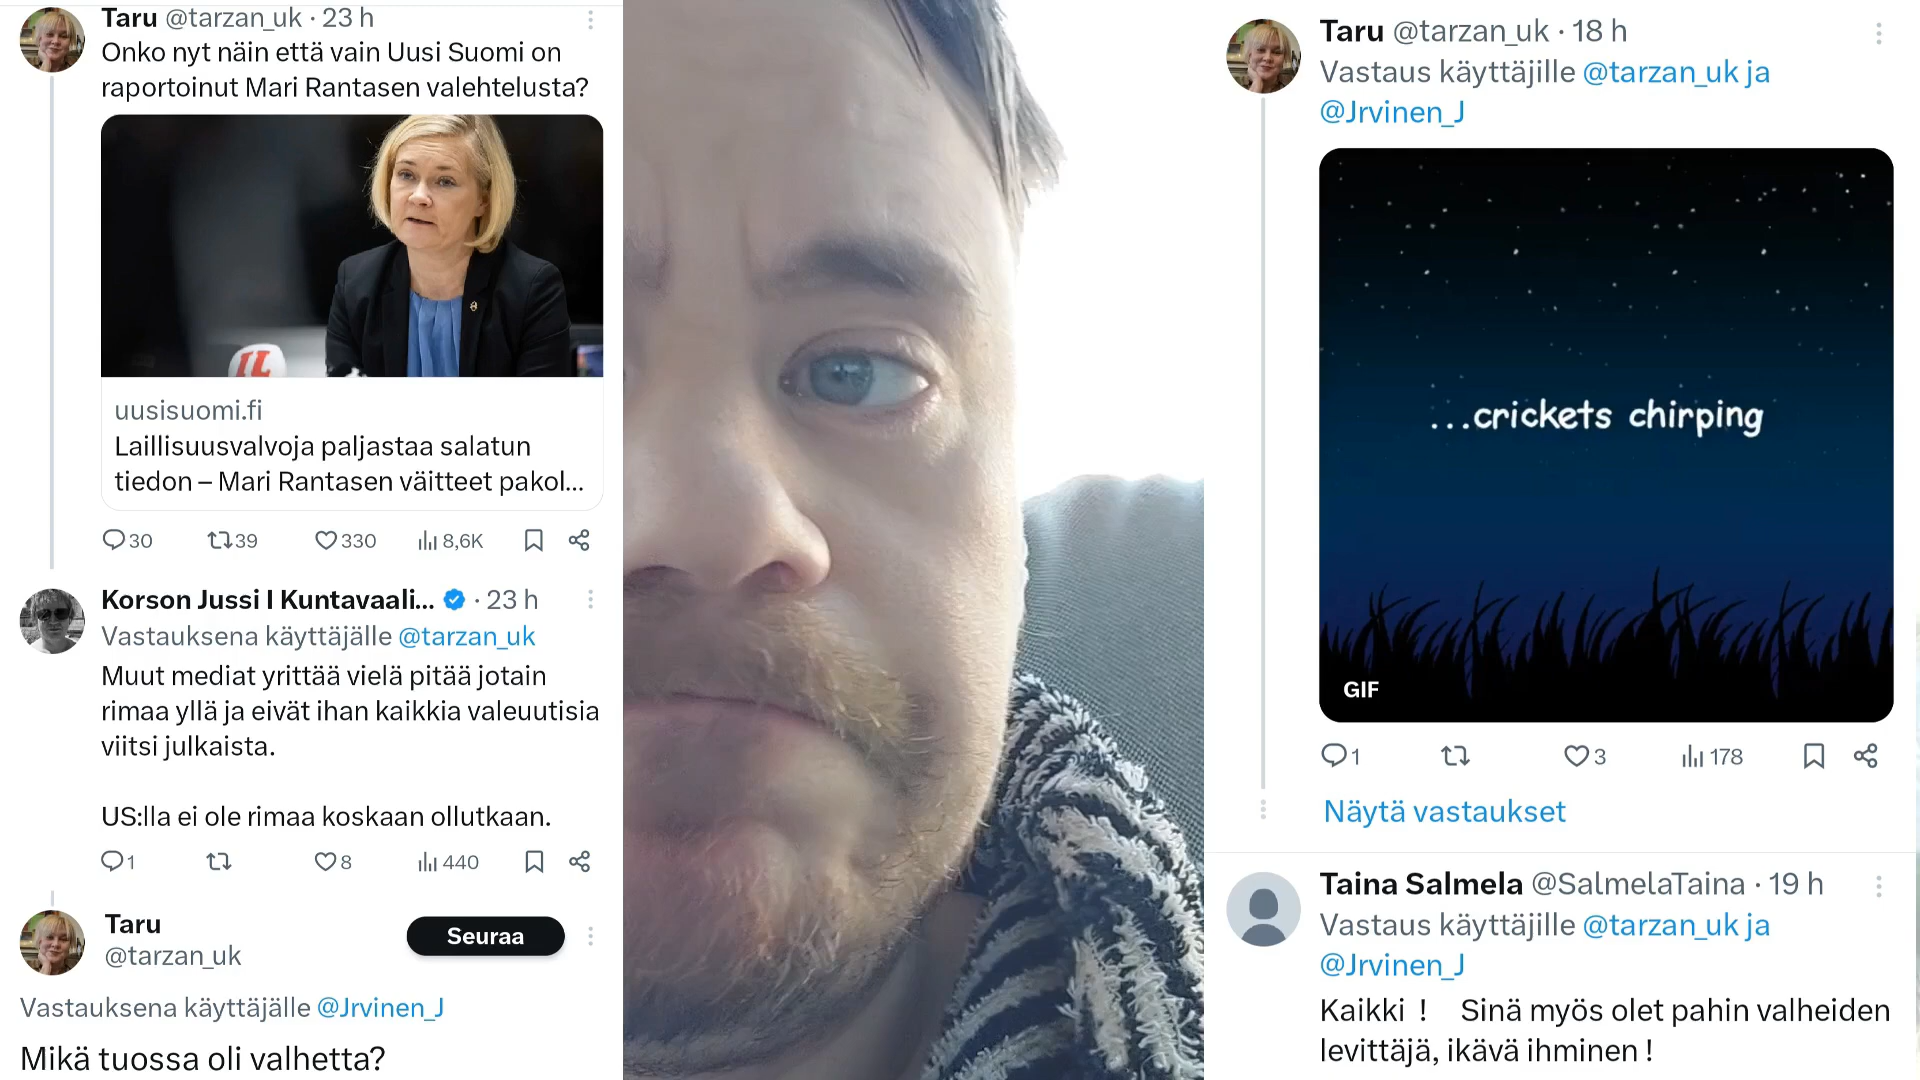 Taru @tarzan_uk · 23 h
Onko nyt näin että vain Uusi Suomi on
raportoinut Mari Rantasen valehtelusta?
IL
uusisuomi.fi
Laillisuusvalvoja paljastaa salatun
tiedon – Mari Rantasen väitteet pakol...
30 39 330 8,6K
Korson Jussi I Kuntavaali... · 23 h
Vastauksena käyttäjälle @tarzan_uk
Muut mediat yrittää vielä pitää jotain
rimaa yllä ja eivät ihan kaikkia valeuutisia
viitsi julkaista.
US:lla ei ole rimaa koskaan ollutkaan.
1 8 440
Taru
@tarzan_uk
Seuraa
Vastauksena käyttäjälle @Jrvinen_J
Mikä tuossa oli valhetta?
Taru @tarzan_uk · 18 h
Vastaus käyttäjille @tarzan_uk ja
@Jrvinen_J
...crickets chirping
GIF
1 3 178
Näytä vastaukset
Taina Salmela @SalmelaTaina · 19 h
Vastaus käyttäjille @tarzan_uk ja
@Jrvinen_J
Kaikki ! Sinä myös olet pahin valheiden
levittäjä, ikävä ihminen !